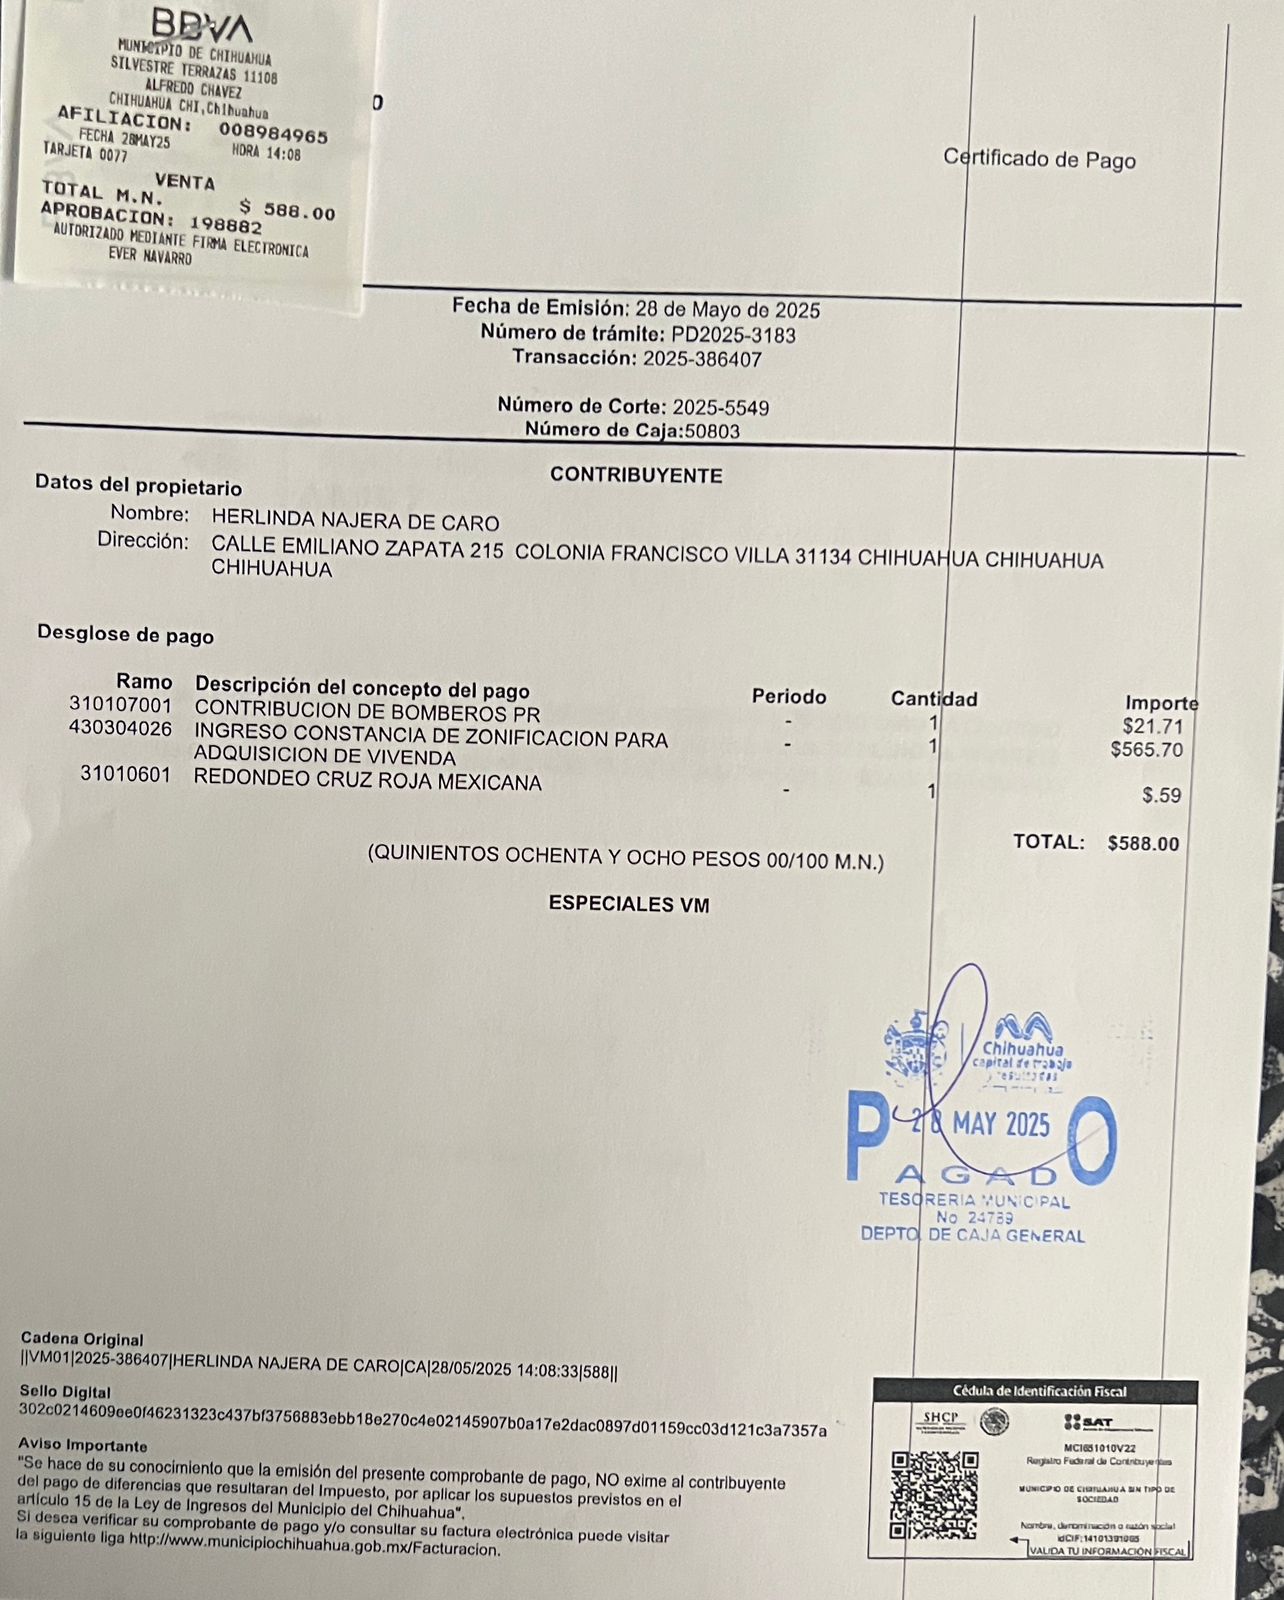 BBVA
MUNICIPIO DE CHIHUAHUA
SILVESTRE TERRAZAS 11108
ALFREDO CHAVEZ
CHIHUAHUA CHI,Chihuahua
AFILIACION: 008984965
FECHA 28MAY25 HORA 14:08
TARJETA 0077
VENTA
TOTAL M.N. $ 588.00
APROBACION: 198882
AUTORIZADO MEDIANTE FIRMA ELECTRONICA
EVER NAVARRO
O
Certificado de Pago
Fecha de Emisión: 28 de Mayo de 2025
Número de trámite: PD2025-3183
Transacción: 2025-386407
Número de Corte: 2025-5549
Número de Caja:50803
CONTRIBUYENTE
Datos del propietario
Nombre: HERLINDA NAJERA DE CARO
Dirección: CALLE EMILIANO ZAPATA 215 COLONIA FRANCISCO VILLA 31134 CHIHUAHUA CHIHUAHUA
CHIHUAHUA
Desglose de pago
Ramo Descripción del concepto del pago Periodo Cantidad Importe
310107001 CONTRIBUCION DE BOMBEROS PR - 1 $21.71
430304026 INGRESO CONSTANCIA DE ZONIFICACION PARA - 1 $565.70
ADQUISICION DE VIVENDA
31010601 REDONDEO CRUZ ROJA MEXICANA - 1 $.59
TOTAL: $588.00
(QUINIENTOS OCHENTA Y OCHO PESOS 00/100 M.N.)
ESPECIALES VM
Chihuahua
capital de trabajo
y resultados
28 MAY 2025
PAGADO
TESORERIA MUNICIPAL
No 24789
DEPTO. DE CAJA GENERAL
Cadena Original
||VM01|2025-386407|HERLINDA NAJERA DE CARO|CA|28/05/2025 14:08:33|588||
Sello Digital
302c0214609ee0f46231323c437bf3756883ebb18e270c4e02145907b0a17e2dac0897d01159cc03d121c3a7357a
Aviso Importante
"Se hace de su conocimiento que la emisión del presente comprobante de pago, NO exime al contribuyente
del pago de diferencias que resultaran del Impuesto, por aplicar los supuestos previstos en el
artículo 15 de la Ley de Ingresos del Municipio del Chihuahua".
Si desea verificar su comprobante de pago y/o consultar su factura electrónica puede visitar
la siguiente liga http://www.municipiochihuahua.gob.mx/Facturacion.
Cédula de Identificación Fiscal
SHCP SAT
MCI651010V22
Registro Federal de Contribuyentes
MUNICIPIO DE CHIHUAHUA SIN TIPO DE
SOCIEDAD
Nombre, denominación o razón social
idCIF:14101391065
VALIDA TU INFORMACIÓN FISCAL